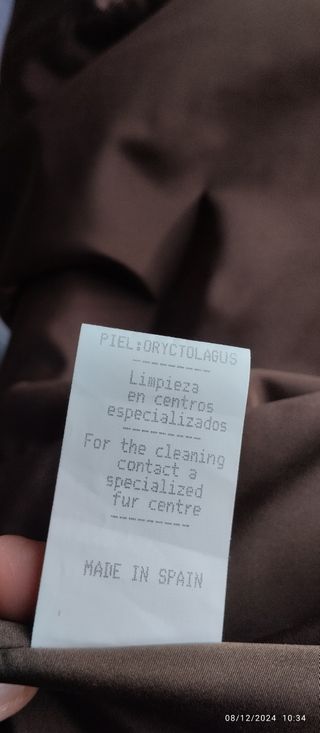 PIEL:ORYCTOLAGUS
Limpieza
en centros
especializados
For the cleaning
contact a
specialized
fur centre
MADE IN SPAIN
08/12/2024 10:34